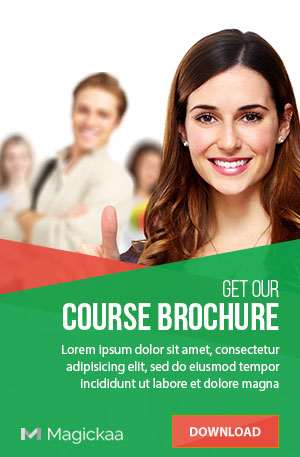 GET OUR
COURSE BROCHURE
Lorem ipsum dolor sit amet, consectetur
adipisicing elit, sed do eiusmod tempor
incididunt ut labore et dolore magna
Magickaa
DOWNLOAD